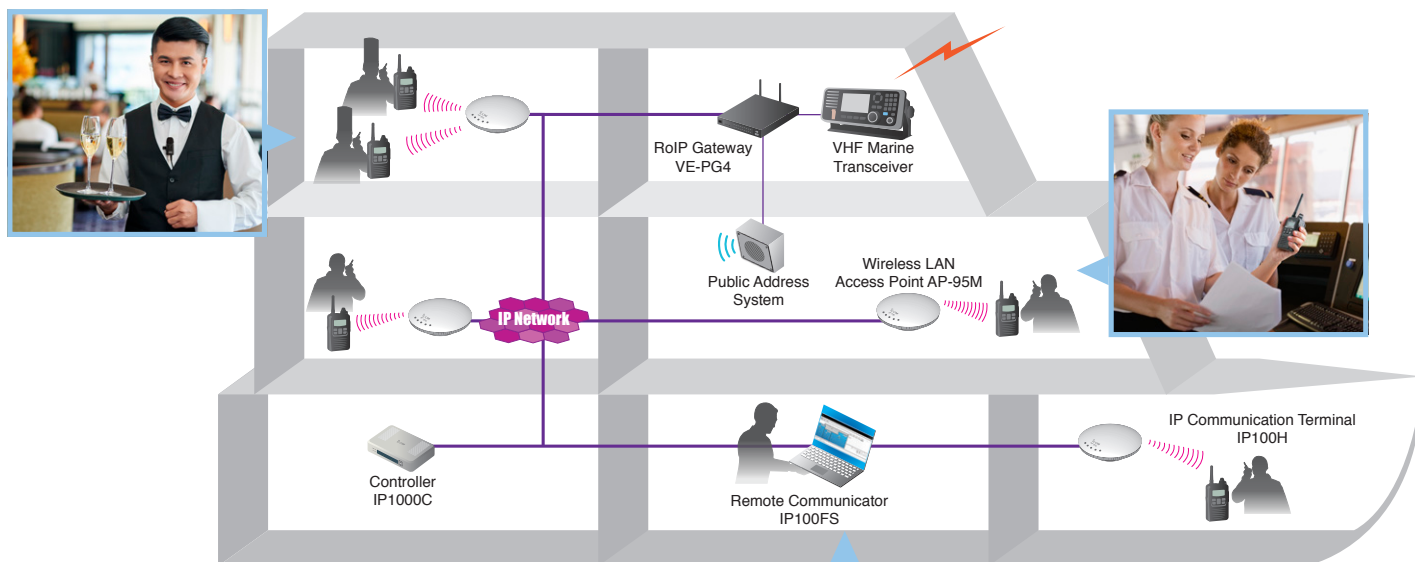 RoIP Gateway
VE-PG4
VHF Marine
Transceiver
Public Address
System
Wireless LAN
Access Point AP-95M
IP Network
Controller
IP1000C
Remote Communicator
IP100FS
IP Communication Terminal
IP100H